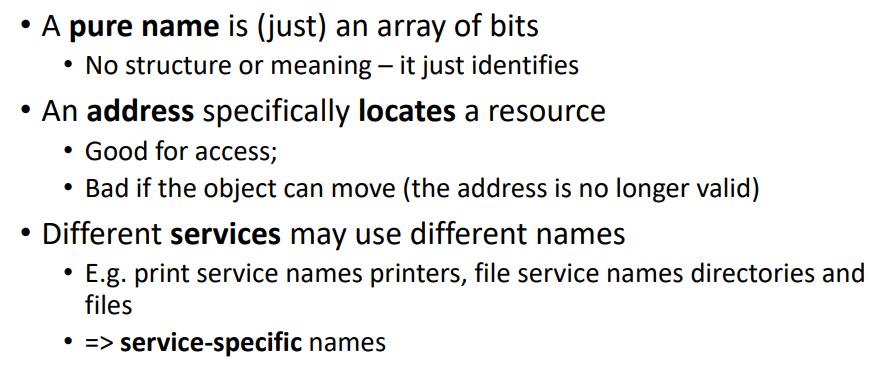 • A pure name is (just) an array of bits
• No structure or meaning – it just identifies
• An address specifically locates a resource
• Good for access;
• Bad if the object can move (the address is no longer valid)
• Different services may use different names
• E.g. print service names printers, file service names directories and
files
• => service-specific names